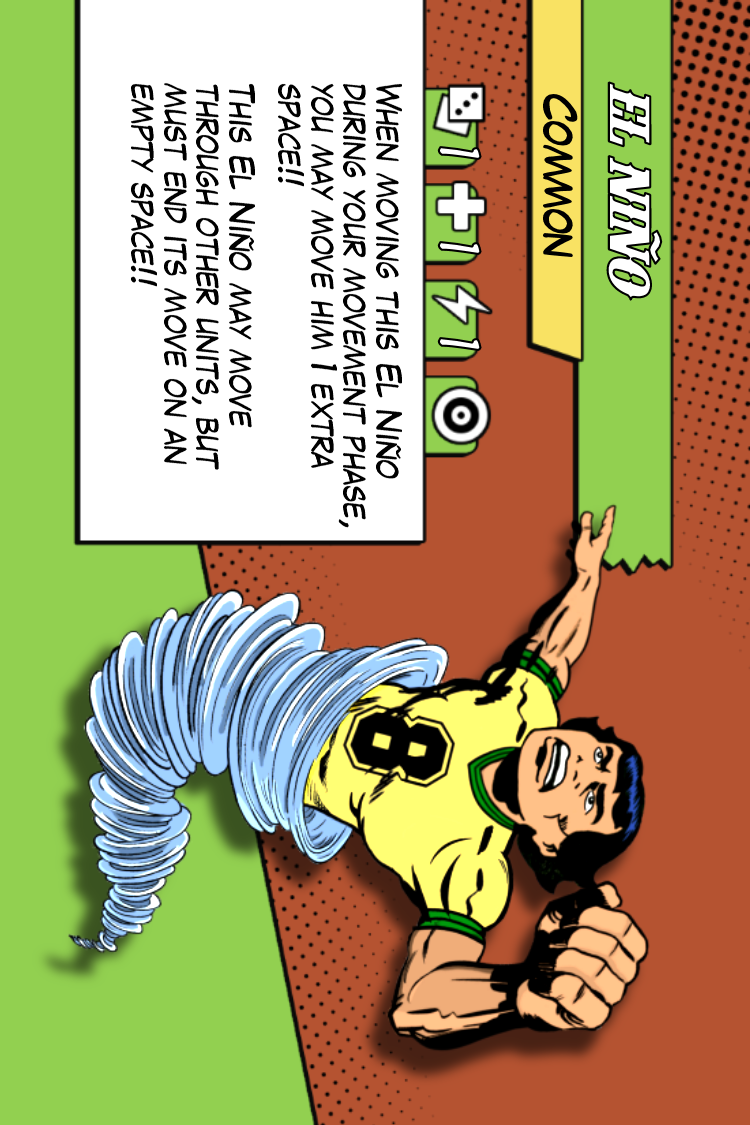 EL NIÑO
COMMON
1 1 1
WHEN MOVING THIS EL NIÑO
DURING YOUR MOVEMENT PHASE,
YOU MAY MOVE HIM 1 EXTRA
SPACE!!
THIS EL NIÑO MAY MOVE
THROUGH OTHER UNITS, BUT
MUST END ITS MOVE ON AN
EMPTY SPACE!!
8